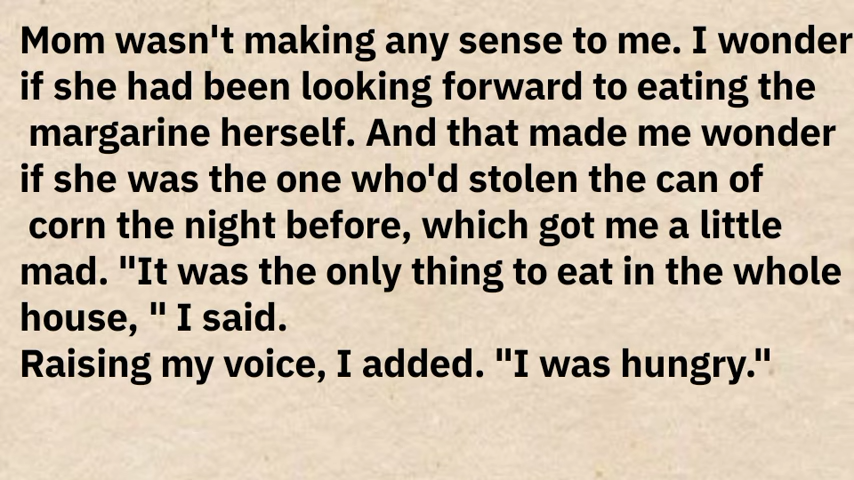 Mom wasn't making any sense to me. I wonder
if she had been looking forward to eating the
margarine herself. And that made me wonder
if she was the one who'd stolen the can of
corn the night before, which got me a little
mad. "It was the only thing to eat in the whole
house, " I said.
Raising my voice, I added. "I was hungry."